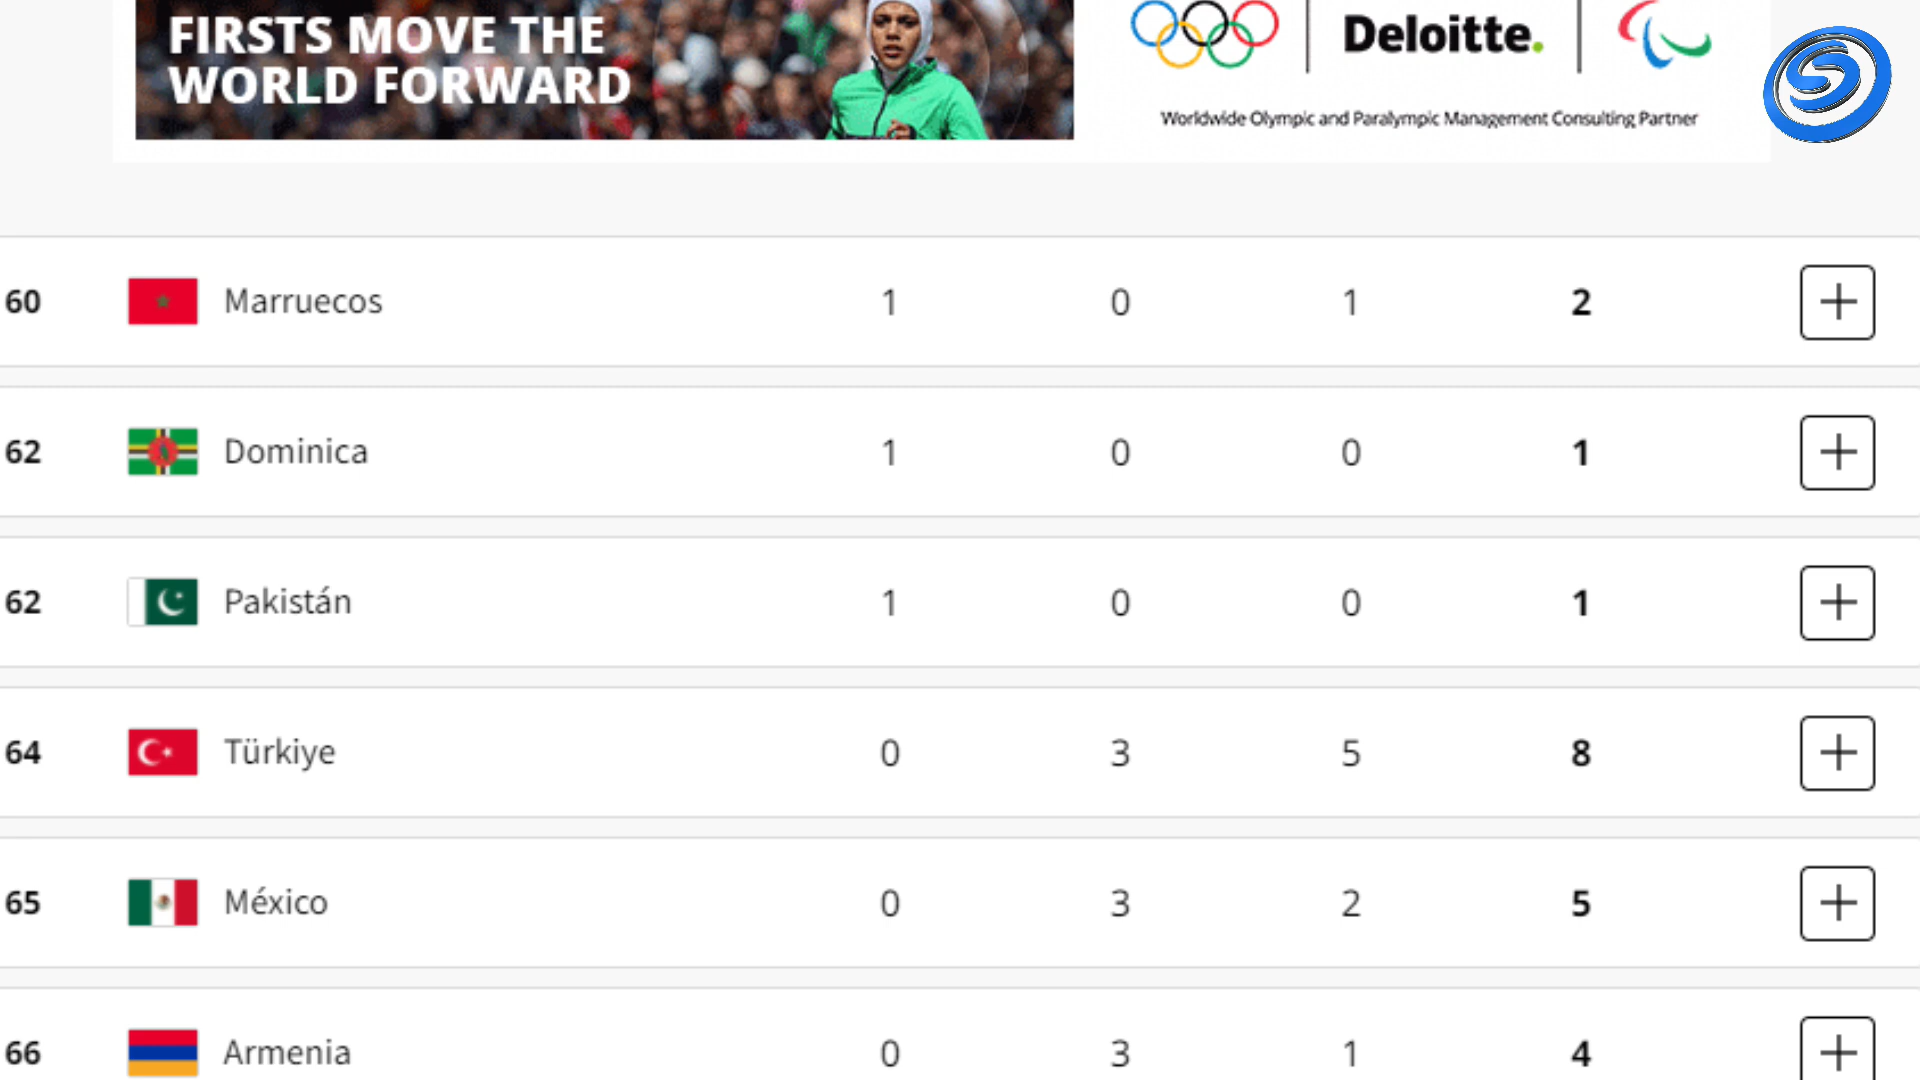 FIRSTS MOVE THE
WORLD FORWARD
Deloitte.
Worldwide Olympic and Paralympic Management Consulting Partner
60 Marruecos 1 0 1 2
62 Dominica 1 0 0 1
62 Pakistán 1 0 0 1
64 Türkiye 0 3 5 8
65 México 0 3 2 5
66 Armenia 0 3 1 4